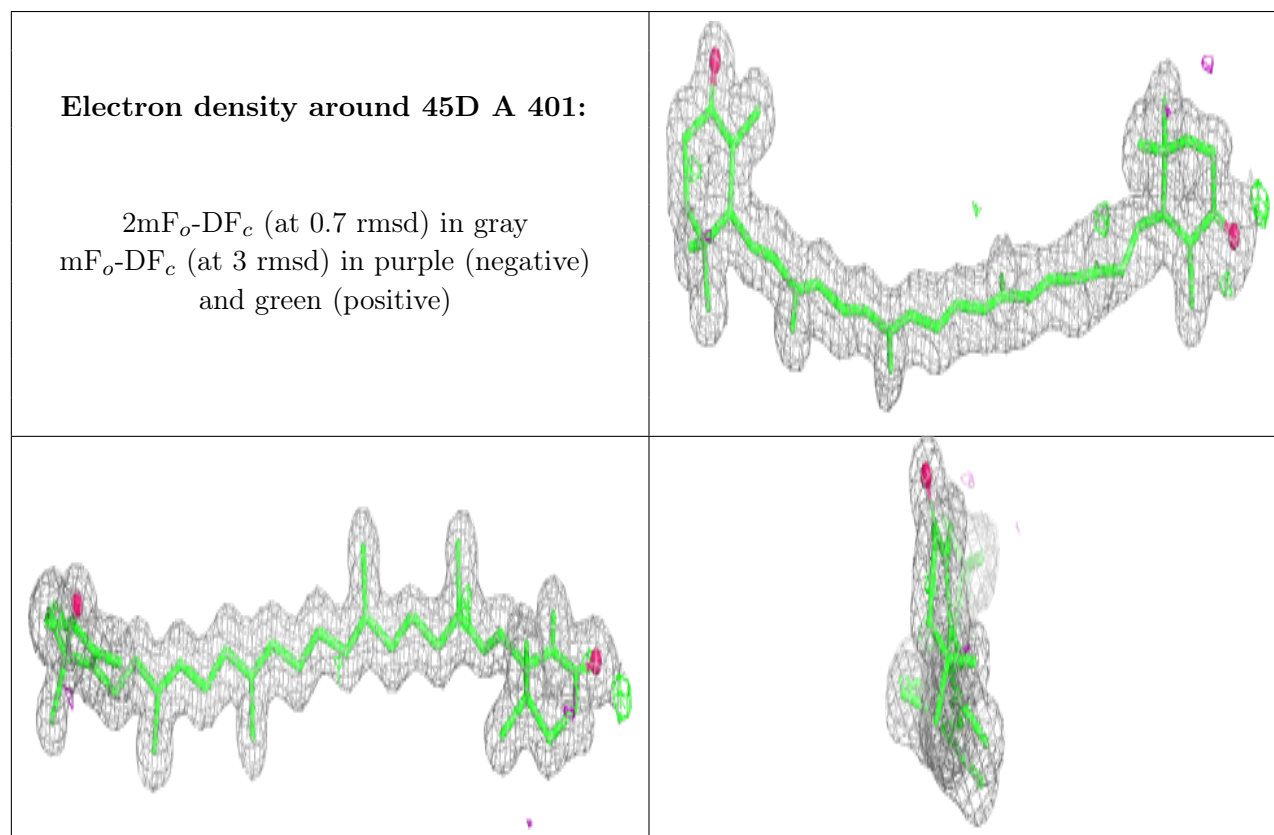 Electron density around 45D A 401:
2mFₒ-DF𝒸 (at 0.7 rmsd) in gray
mFₒ-DF𝒸 (at 3 rmsd) in purple (negative)
and green (positive)